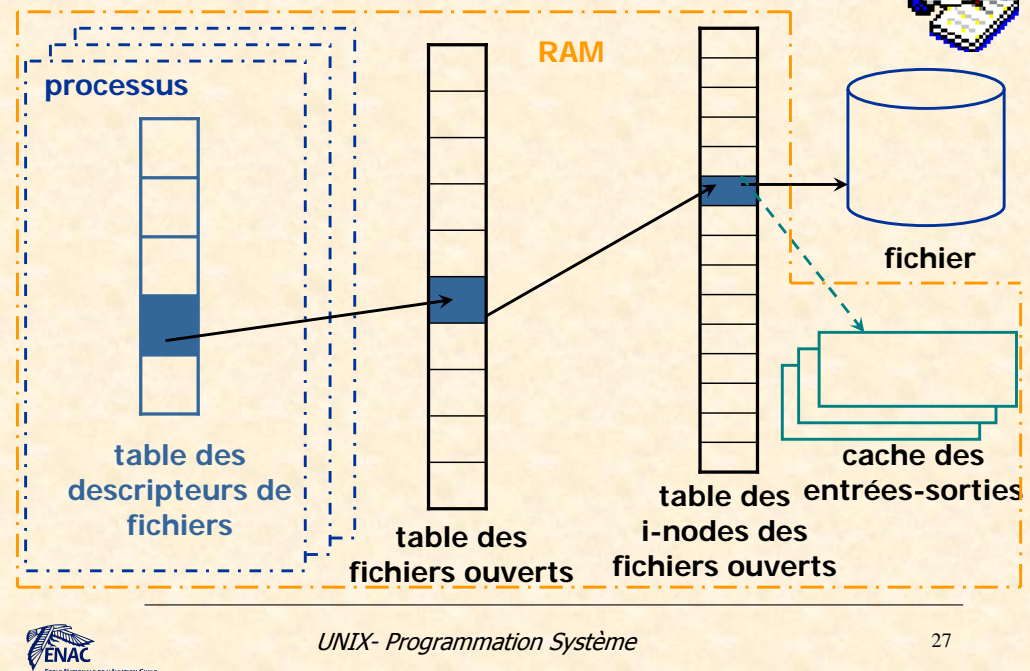 RAM
processus
fichier
table des
descripteurs de
fichiers
table des
fichiers ouverts
table des
i-nodes des
fichiers ouverts
cache des
entrées-sorties
UNIX- Programmation Système
27
ENAC